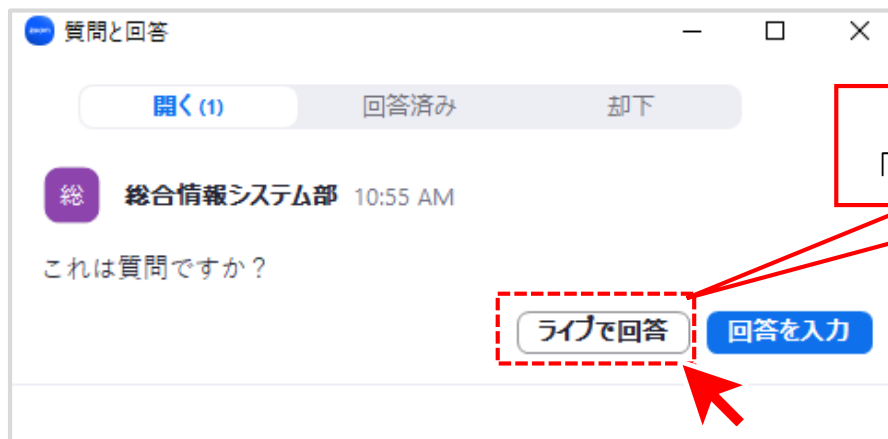 zoom 質問と回答
開く(1) 回答済み 却下
総 総合情報システム部 10:55 AM
「
これは質問ですか？
ライブで回答 回答を入力